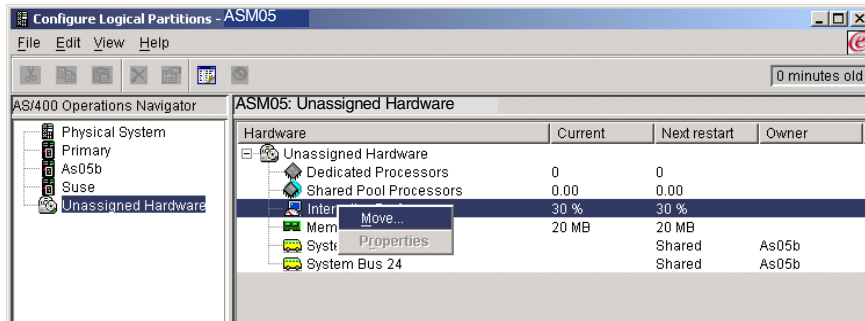 Configure Logical Partitions - ASM05
File Edit View Help
0 minutes old
AS/400 Operations Navigator
ASM05: Unassigned Hardware
Physical System
Primary
As05b
Suse
Unassigned Hardware
Hardware Current Next restart Owner
Unassigned Hardware
Dedicated Processors 0 0
Shared Pool Processors 0.00 0.00
30 % 30 %
20 MB 20 MB
Shared As05b
System Bus 24 Shared As05b
Move...
Properties